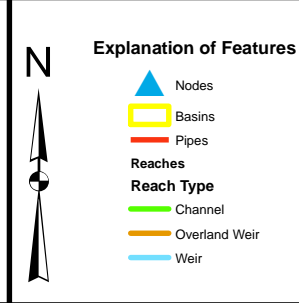 N
Explanation of Features
Nodes
Basins
Pipes
Reaches
Reach Type
Channel
Overland Weir
Weir